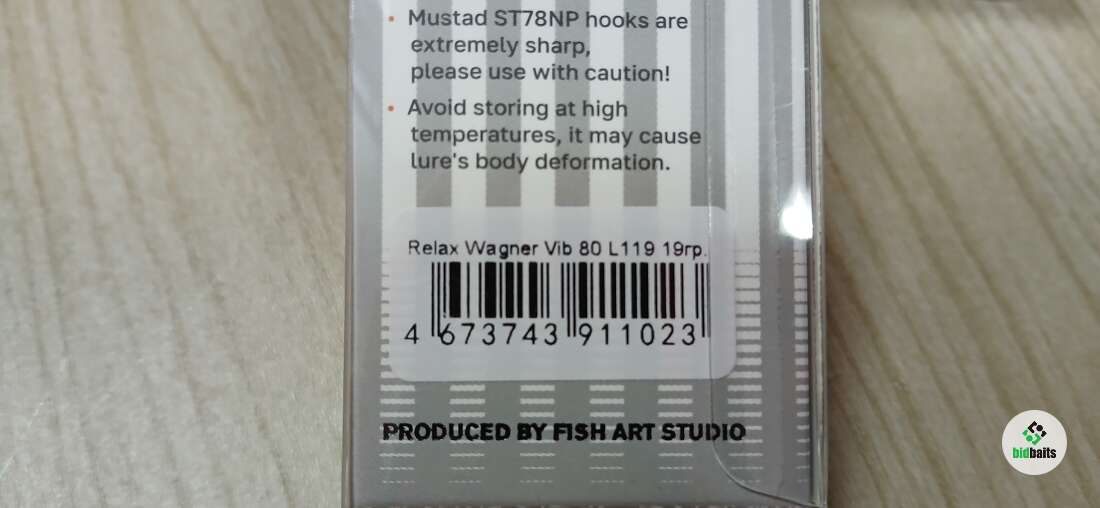 • Mustad ST78NP hooks are
extremely sharp,
please use with caution!
• Avoid storing at high
temperatures, it may cause
lure's body deformation.
Relax Wagner Vib 80 L119 19гр.
4 673743 911023
PRODUCED BY FISH ART STUDIO
bidbaits